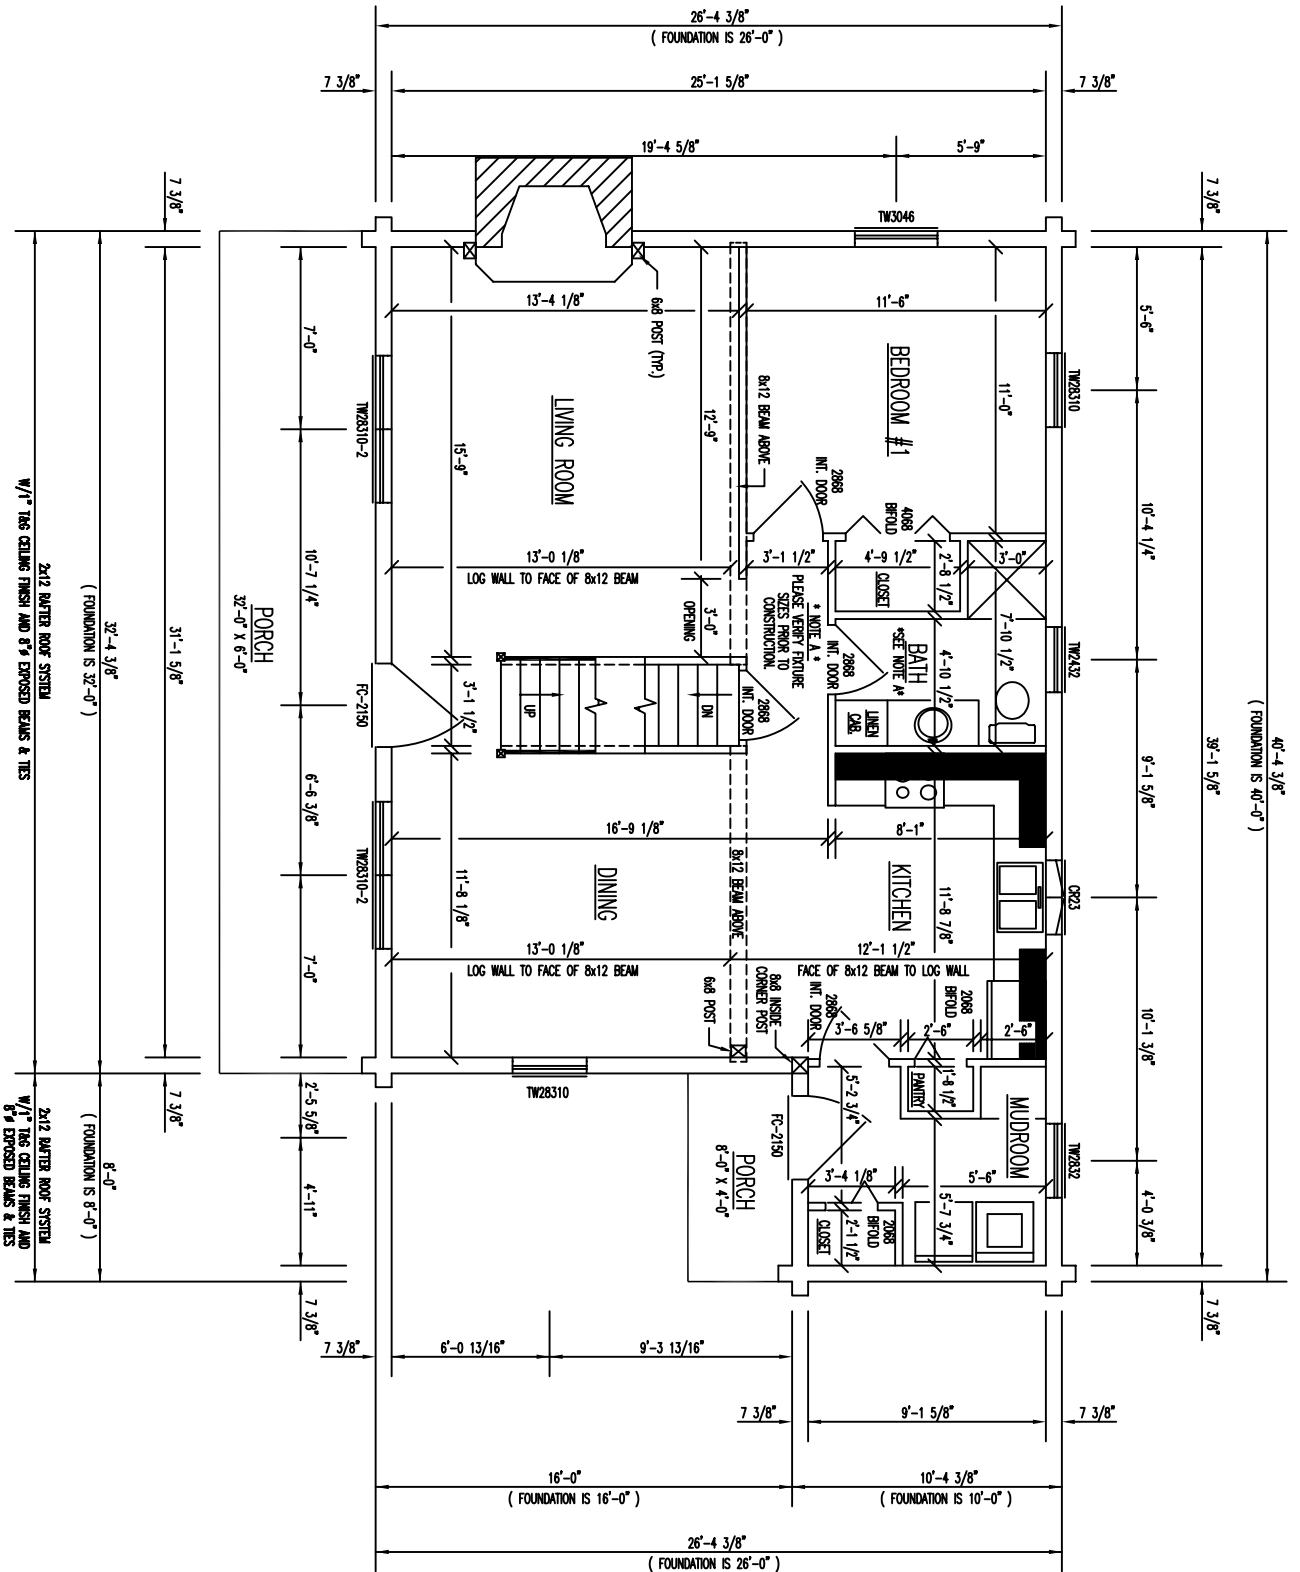 26'-4 3/8"
( FOUNDATION IS 26'-0" )
7 3/8"
25'-1 5/8"
7 3/8"
19'-4 5/8"
5'-9"
7 3/8"
7 3/8"
TW3046
40'-4 3/8"
( FOUNDATION IS 40'-0" )
39'-1 5/8"
5'-6"
10'-4 1/4"
9'-1 5/8"
10'-1 3/8"
4'-0 3/8"
7 3/8"
TW28310
TW2432
CR23
TW2832
13'-4 1/8"
11'-6"
6x8 POST (TYP.)
BEDROOM #1
11'-0"
8x12 BEAM ABOVE
12'-9"
LIVING ROOM
15'-9"
2868
INT. DOOR
4068
BIFOLD
13'-0 1/8"
LOG WALL TO FACE OF 8x12 BEAM
3'-1 1/2"
4'-9 1/2"
3'-0"
2'-8 1/2"
CLOSET
7'-10 1/2"
* NOTE A *
PLEASE VERIFY FIXTURE
SIZES PRIOR TO
CONSTRUCTION.
3'-0"
OPENING
BATH
*SEE NOTE A*
4'-10 1/2"
2868
INT. DOOR
2868
INT. DOOR
LINEN
CAB.
3'-1 1/2"
UP
DN
16'-9 1/8"
8'-1"
8x12 BEAM ABOVE
DINING
11'-8 1/8"
KITCHEN
11'-8 7/8"
13'-0 1/8"
LOG WALL TO FACE OF 8x12 BEAM
12'-1 1/2"
FACE OF 8x12 BEAM TO LOG WALL
6x8 POST
8x8 INSIDE
CORNER POST
2868
INT. DOOR
2068
BIFOLD
3'-6 5/8"
2'-6"
2'-6"
1'-8 1/2"
PANTRY
MUDROOM
5'-2 3/4"
TW28310
FC-2150
PORCH
8'-0" X 4'-0"
3'-4 1/8"
5'-6"
5'-7 3/4"
2068
BIFOLD
2'-1 1/2"
CLOSET
TW28310-2
FC-2150
TW28310-2
7'-0"
10'-7 1/4"
6'-6 3/8"
7'-0"
2'-5 5/8"
4'-11"
7 3/8"
PORCH
32'-0" X 6'-0"
31'-1 5/8"
7 3/8"
32'-4 3/8"
( FOUNDATION IS 32'-0" )
8'-0"
( FOUNDATION IS 8'-0" )
2x12 RAFTER ROOF SYSTEM
W/1" T&G CEILING FINISH AND 8"ø EXPOSED BEAMS & TIES
2x12 RAFTER ROOF SYSTEM
W/1" T&G CEILING FINISH AND
8"ø EXPOSED BEAMS & TIES
7 3/8"
6'-0 13/16"
9'-3 13/16"
7 3/8"
9'-1 5/8"
7 3/8"
16'-0"
( FOUNDATION IS 16'-0" )
10'-4 3/8"
( FOUNDATION IS 10'-0" )
26'-4 3/8"
( FOUNDATION IS 26'-0" )